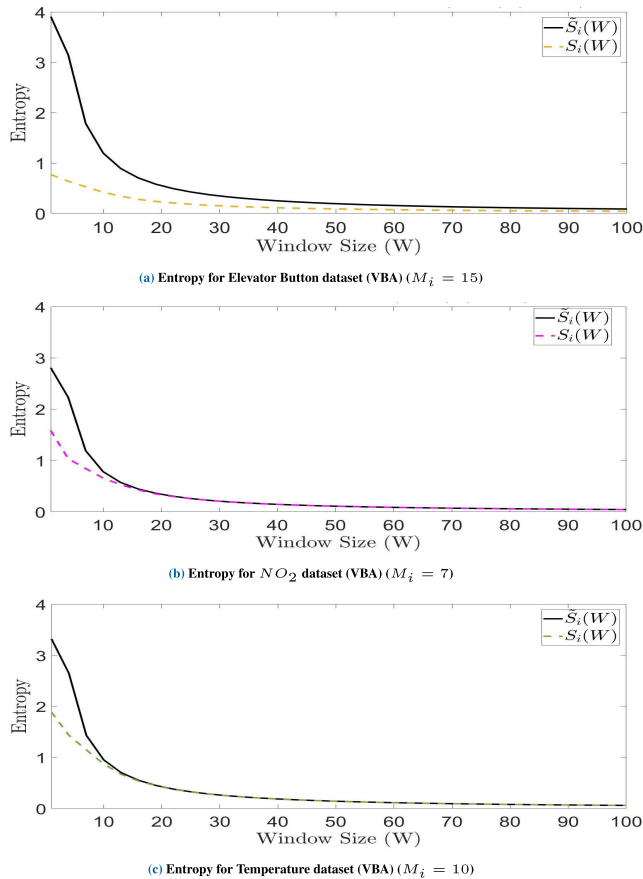 4
3
2
1
0
Entropy
S̃ᵢ(W)
Sᵢ(W)
10 20 30 40 50 60 70 80 90 100
Window Size (W)
(a) Entropy for Elevator Button dataset (VBA) (Mᵢ = 15)
4
3
2
1
0
Entropy
S̃ᵢ(W)
Sᵢ(W)
10 20 30 40 50 60 70 80 90 100
Window Size (W)
(b) Entropy for NO₂ dataset (VBA) (Mᵢ = 7)
4
3
2
1
0
Entropy
S̃ᵢ(W)
Sᵢ(W)
10 20 30 40 50 60 70 80 90 100
Window Size (W)
(c) Entropy for Temperature dataset (VBA) (Mᵢ = 10)